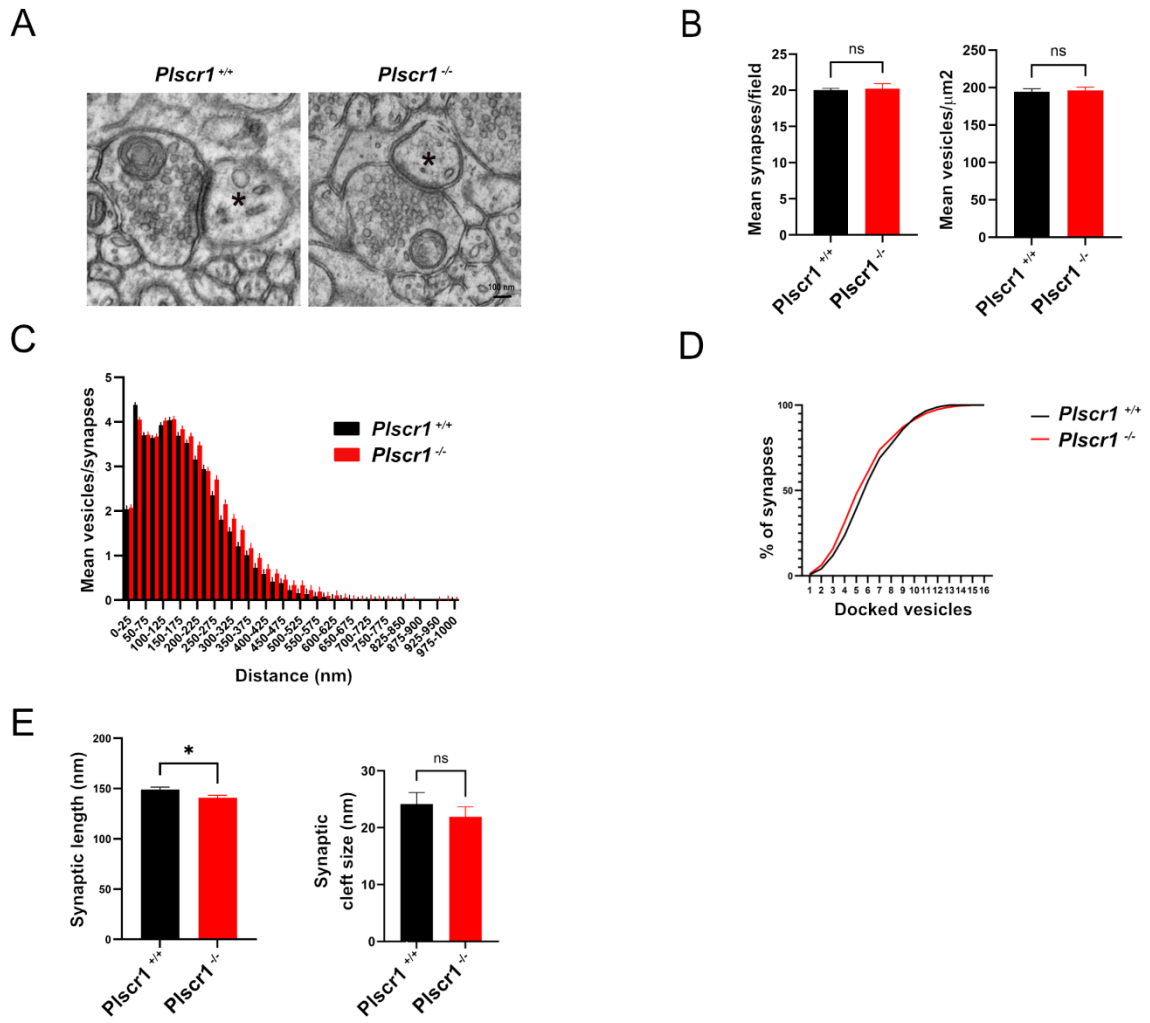 A
Plscr1 +/+
Plscr1 -/-
*
*
100 nm
B
Mean synapses/field
25
20
15
10
5
0
ns
Plscr1 +/+
Plscr1 -/-
Mean vesicles/μm2
250
200
150
100
50
0
ns
Plscr1 +/+
Plscr1 -/-
C
Mean vesicles/synapses
5
4
3
2
1
0
Plscr1 +/+
Plscr1 -/-
0-25
50-75
100-125
150-175
200-225
250-275
300-325
350-375
400-425
450-475
500-525
550-575
600-625
650-675
700-725
750-775
825-850
875-900
925-950
975-1000
Distance (nm)
D
% of synapses
100
50
0
1 2 3 4 5 6 7 8 9 10 11 12 13 14 15 16
Docked vesicles
Plscr1 +/+
Plscr1 -/-
E
Synaptic length (nm)
200
150
100
50
0
*
Plscr1 +/+
Plscr1 -/-
Synaptic
cleft size (nm)
30
20
10
0
ns
Plscr1 +/+
Plscr1 -/-